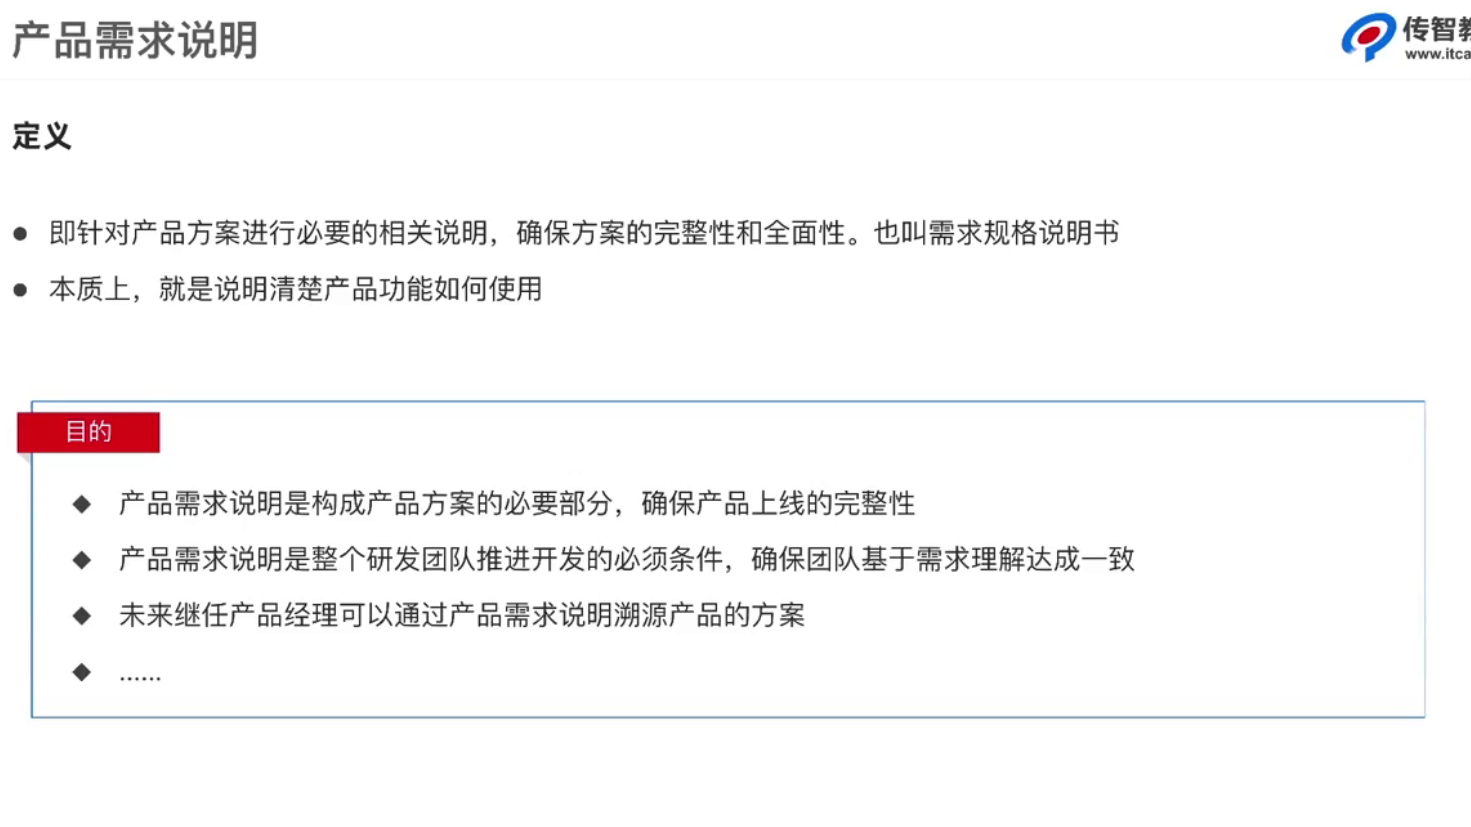 产品需求说明
传智教
www.itca
定义
● 即针对产品方案进行必要的相关说明，确保方案的完整性和全面性。也叫需求规格说明书
● 本质上，就是说明清楚产品功能如何使用
目的
◆ 产品需求说明是构成产品方案的必要部分，确保产品上线的完整性
◆ 产品需求说明是整个研发团队推进开发的必须条件，确保团队基于需求理解达成一致
◆ 未来继任产品经理可以通过产品需求说明溯源产品的方案
◆ ......